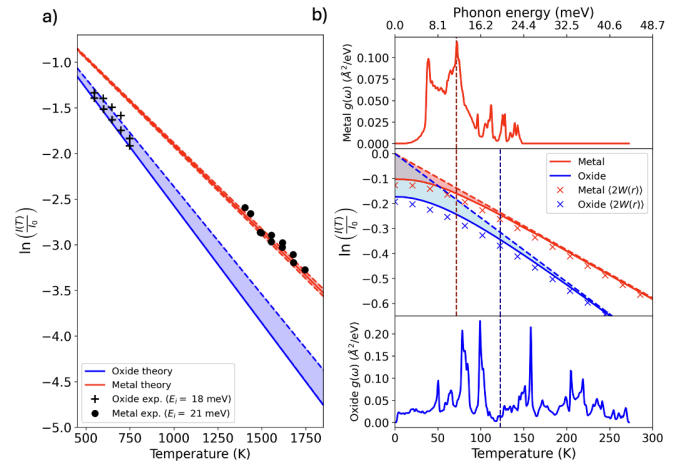 a)
−1.0
−1.5
−2.0
−2.5
−3.0
−3.5
−4.0
−4.5
−5.0
ln (I(T)/T₀)
Oxide theory
Metal theory
Oxide exp. (Eᵢ = 18 meV)
Metal exp. (Eᵢ = 21 meV)
500 750 1000 1250 1500 1750
Temperature (K)
b)
Phonon energy (meV)
0.0 8.1 16.2 24.4 32.5 40.6 48.7
0.100
0.075
0.050
0.025
0.000
Metal g(ω) (Å²/eV)
0.0
−0.1
−0.2
−0.3
−0.4
−0.5
−0.6
ln (I(T)/T₀)
Metal
Oxide
Metal (2W(r))
Oxide (2W(r))
0.20
0.15
0.10
0.05
0.00
Oxide g(ω) (Å²/eV)
0 50 100 150 200 250 300
Temperature (K)